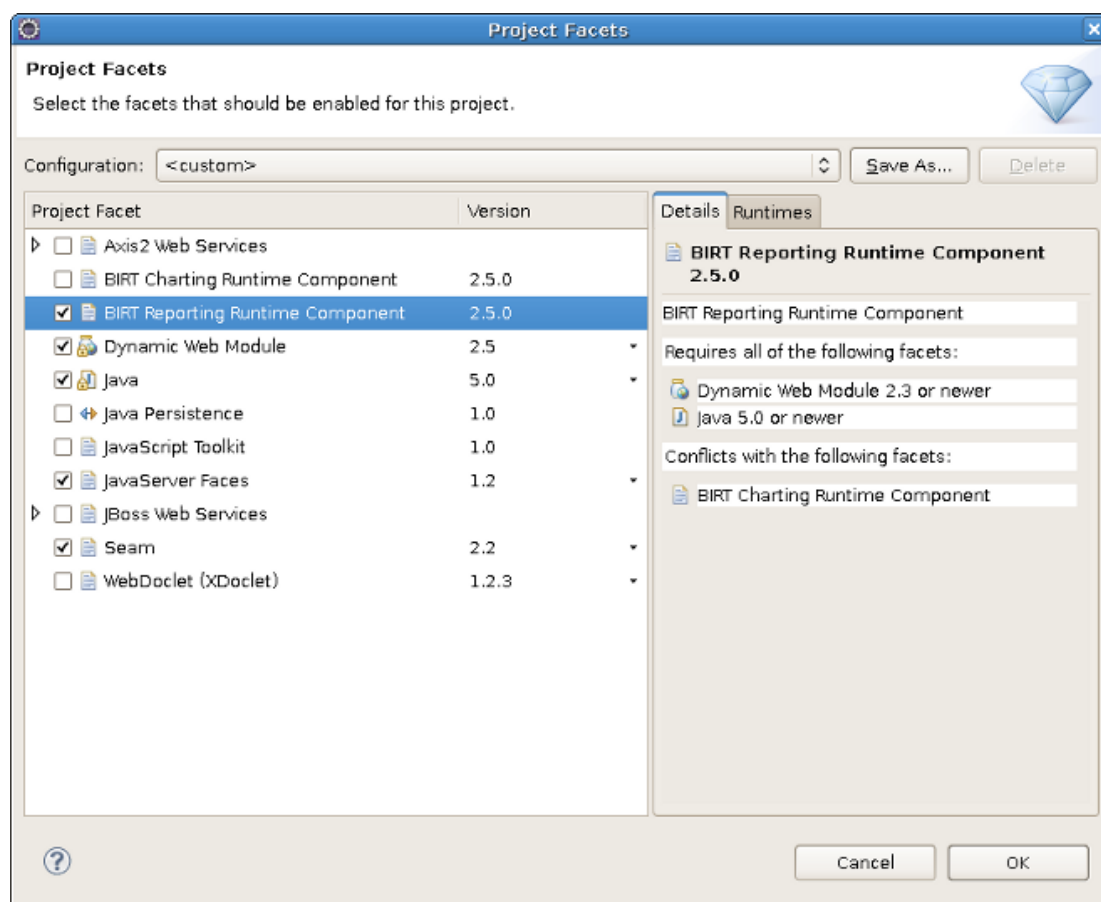 Project Facets
Project Facets
Select the facets that should be enabled for this project.
Configuration: <custom> Save As... Delete
Project Facet Version
Axis2 Web Services
BIRT Charting Runtime Component 2.5.0
BIRT Reporting Runtime Component 2.5.0
Dynamic Web Module 2.5
Java 5.0
Java Persistence 1.0
JavaScript Toolkit 1.0
JavaServer Faces 1.2
JBoss Web Services
Seam 2.2
WebDoclet (XDoclet) 1.2.3
Details Runtimes
BIRT Reporting Runtime Component
2.5.0
BIRT Reporting Runtime Component
Requires all of the following facets:
Dynamic Web Module 2.3 or newer
Java 5.0 or newer
Conflicts with the following facets:
BIRT Charting Runtime Component
? Cancel OK